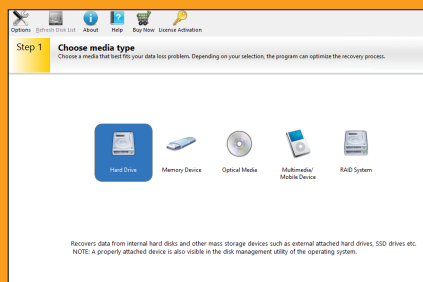 Options Refresh Disk List About Help Buy Now License Activation
Step 1
Choose media type
Choose a media that best fits your data loss problem. Depending on your selection, the program can optimize the recovery process.
Hard Drive Memory Device Optical Media Multimedia/ RAID System
Mobile Device
Recovers data from internal hard disks and other mass storage devices such as external attached hard drives, SSD drives etc.
NOTE: A properly attached device is also visible in the disk management utility of the operating system.